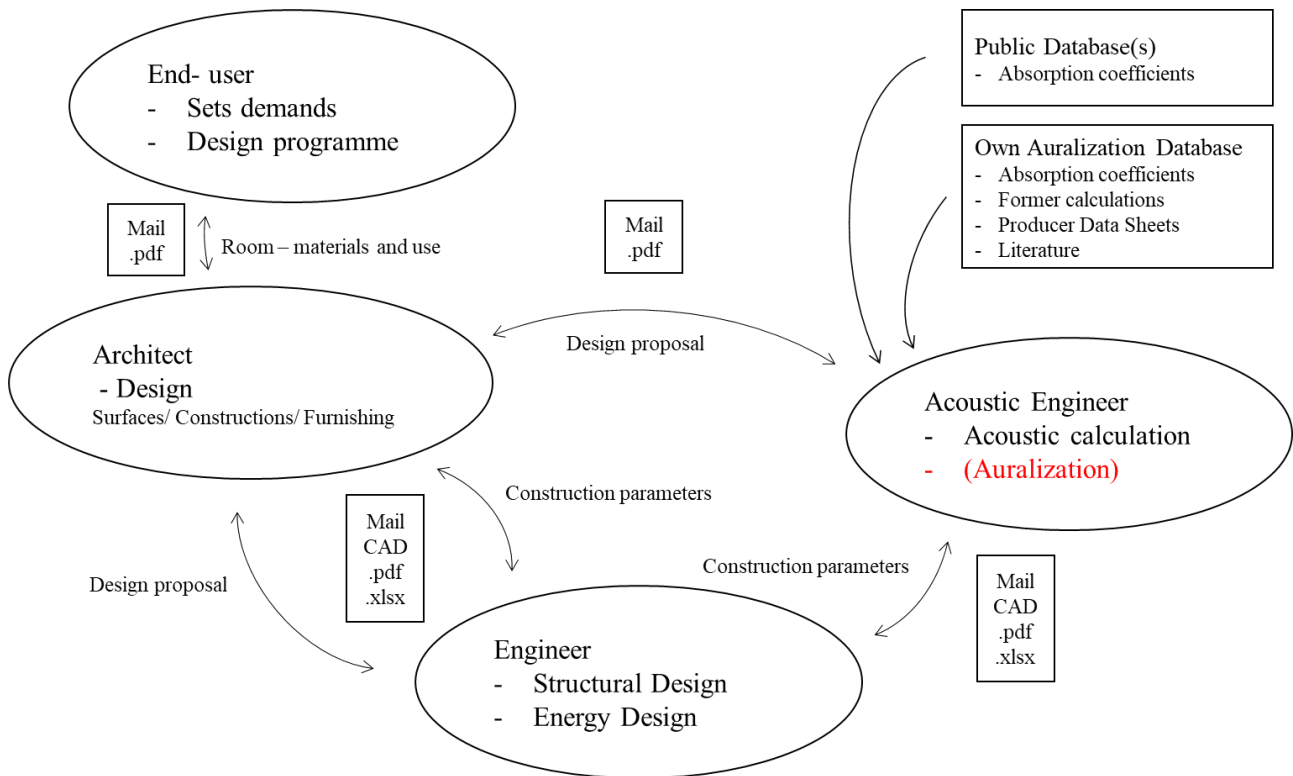 End- user
- Sets demands
- Design programme
Public Database(s)
- Absorption coefficients
Own Auralization Database
- Absorption coefficients
- Former calculations
- Producer Data Sheets
- Literature
Mail
.pdf
Room – materials and use
Mail
.pdf
Design proposal
Architect
- Design
Surfaces/ Constructions/ Furnishing
Acoustic Engineer
- Acoustic calculation
- (Auralization)
Construction parameters
Mail
CAD
.pdf
.xlsx
Design proposal
Construction parameters
Mail
CAD
.pdf
.xlsx
Engineer
- Structural Design
- Energy Design